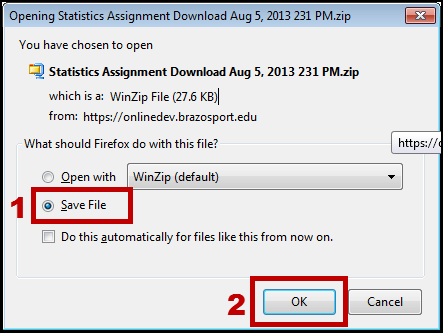 Opening Statistics Assignment Download Aug 5, 2013 231 PM.zip
You have chosen to open
Statistics Assignment Download Aug 5, 2013 231 PM.zip
which is a: WinZip File (27.6 KB)
from: https://onlinedev.brazosport.edu
What should Firefox do with this file?
https://o
Open with WinZip (default)
1 Save File
Do this automatically for files like this from now on.
2 OK Cancel